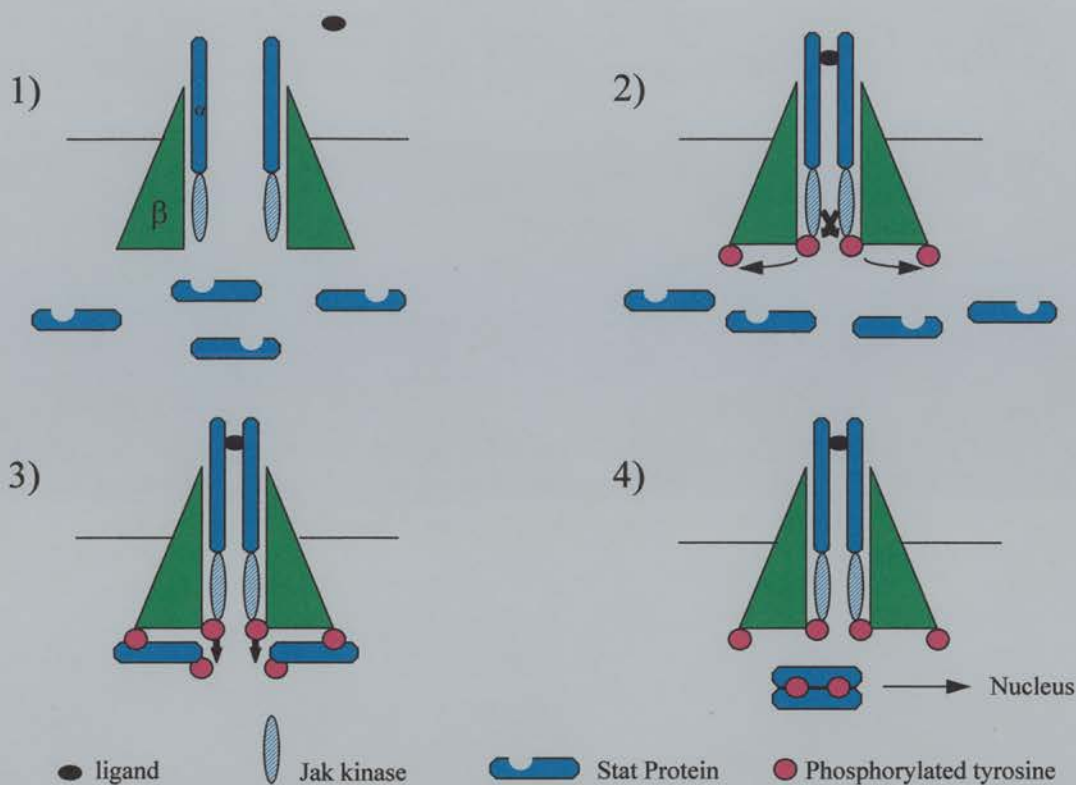 1)
α
β
2)
3)
4)
Nucleus
ligand
Jak kinase
Stat Protein
Phosphorylated tyrosine